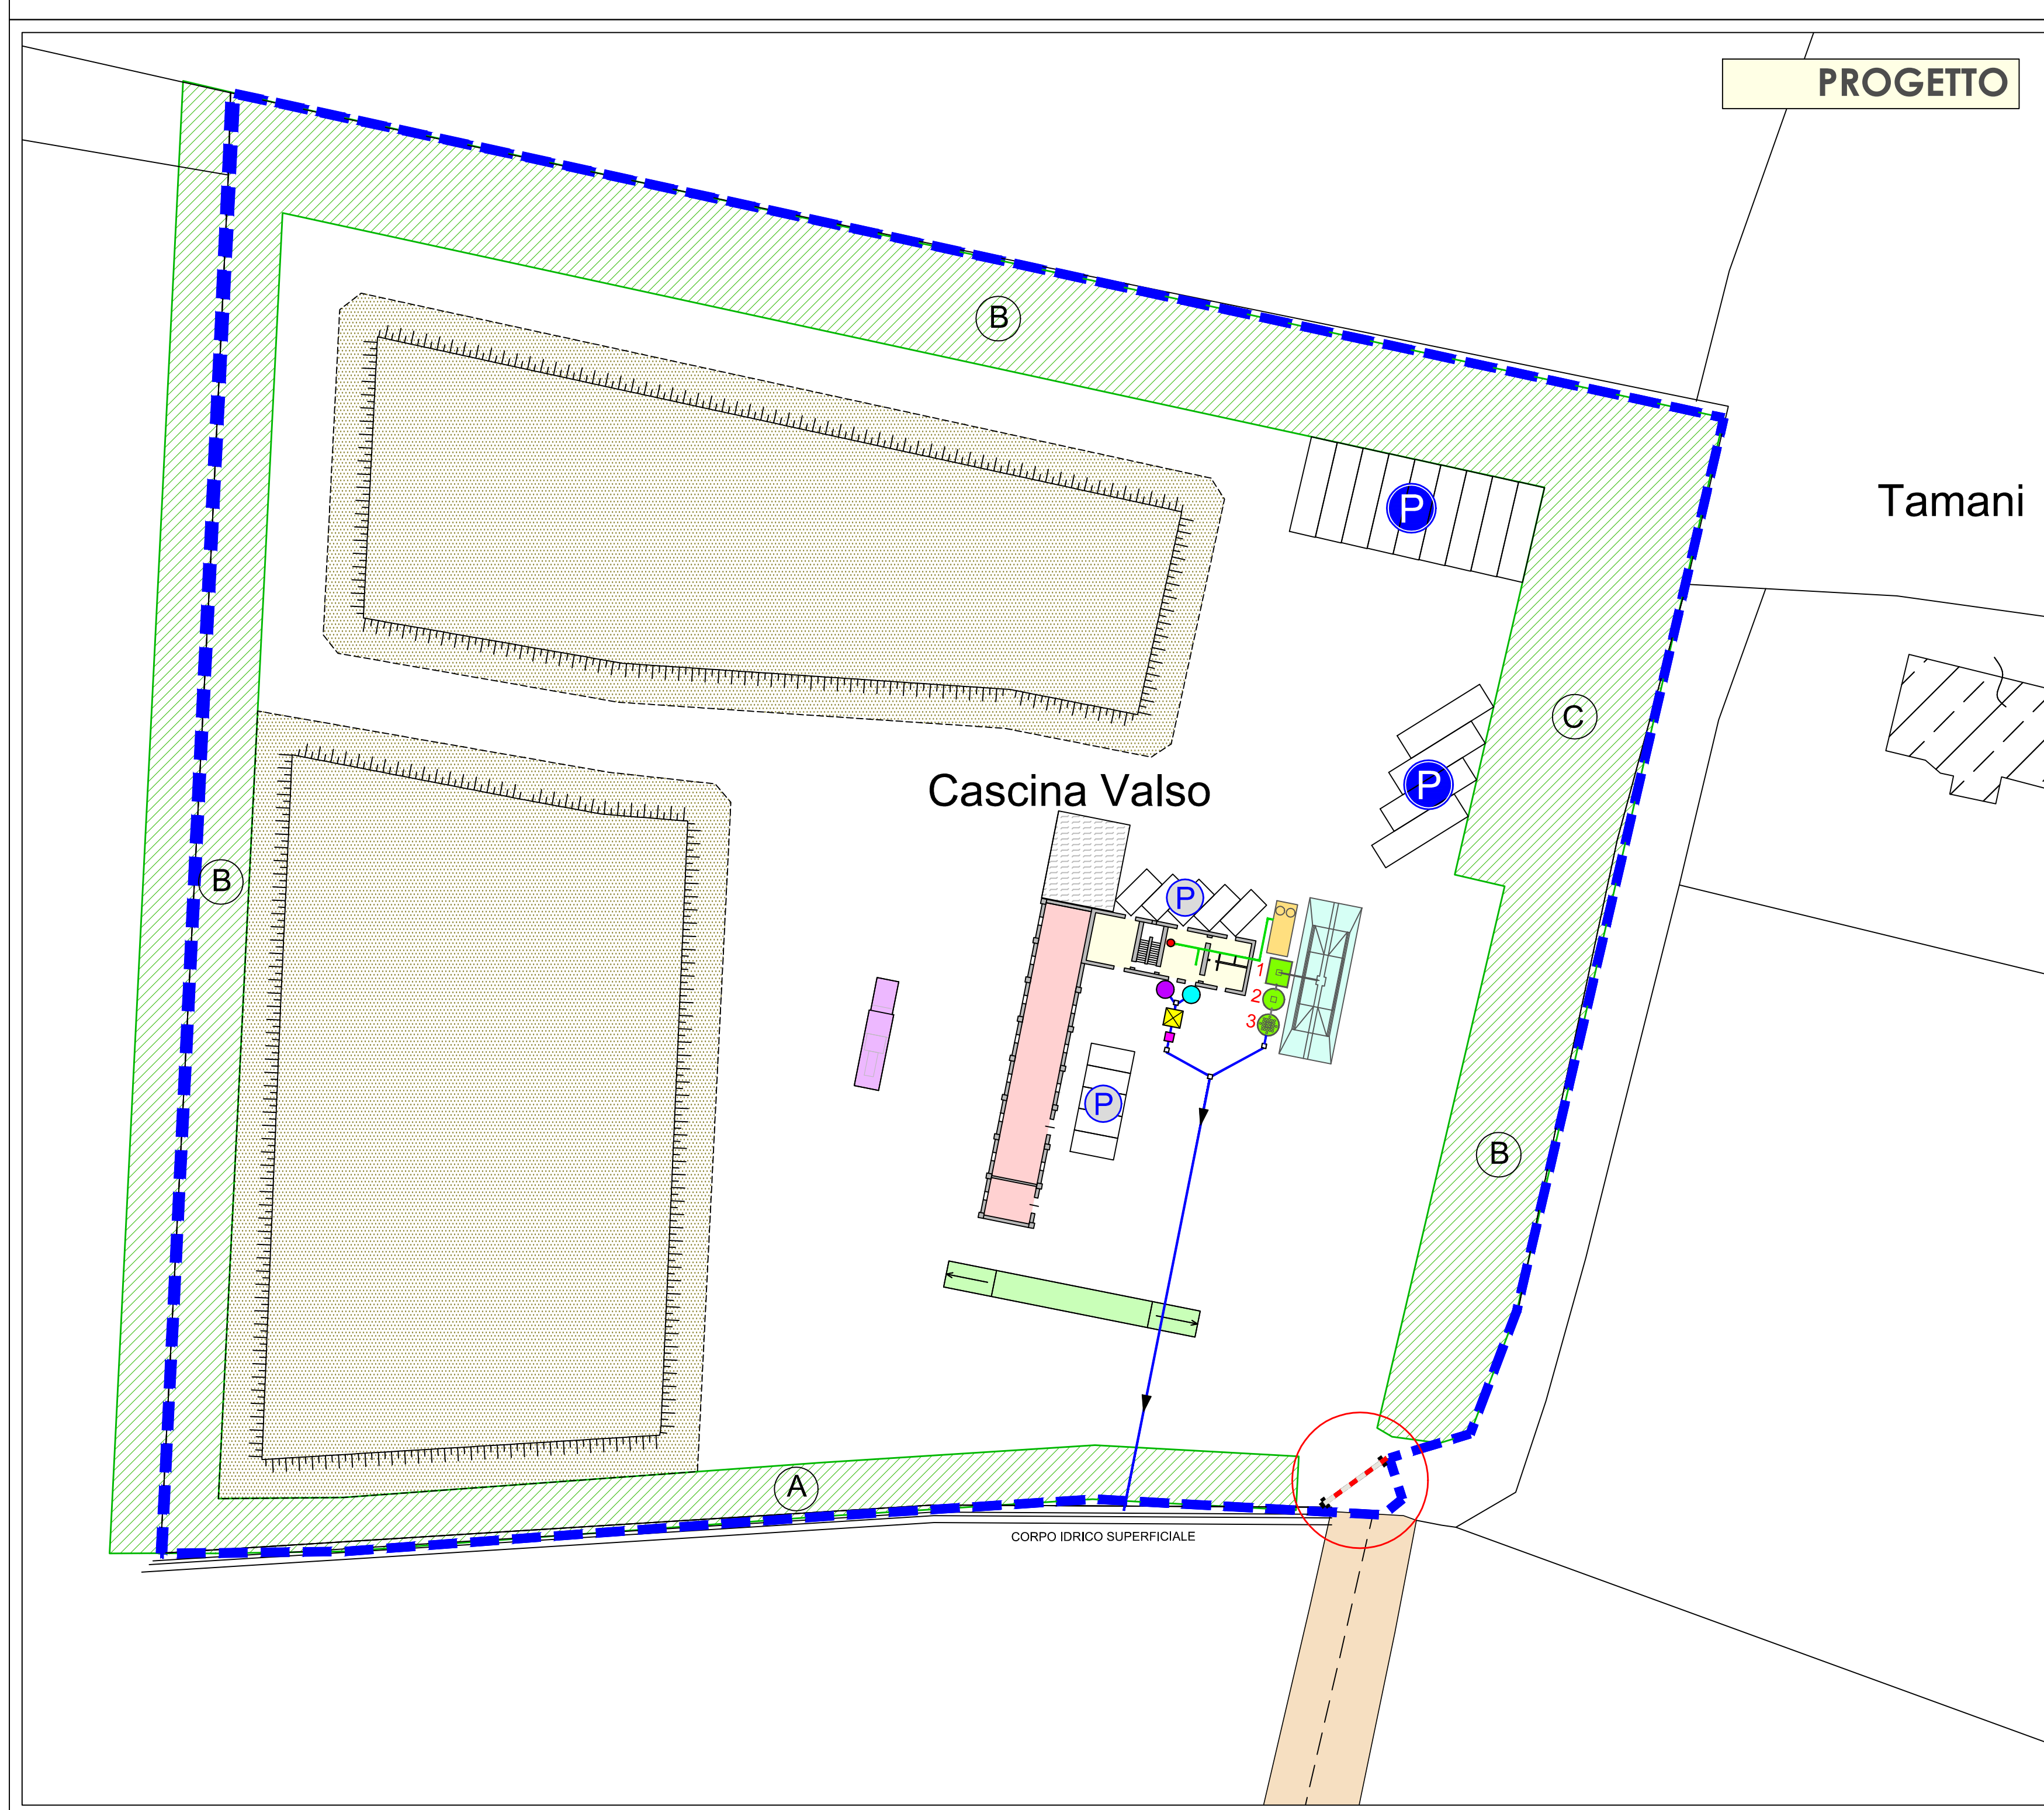 PROGETTO
B
P
Tamani
C
P
Cascina Valso
B
P
1
2
3
P
B
A
CORPO IDRICO SUPERFICIALE